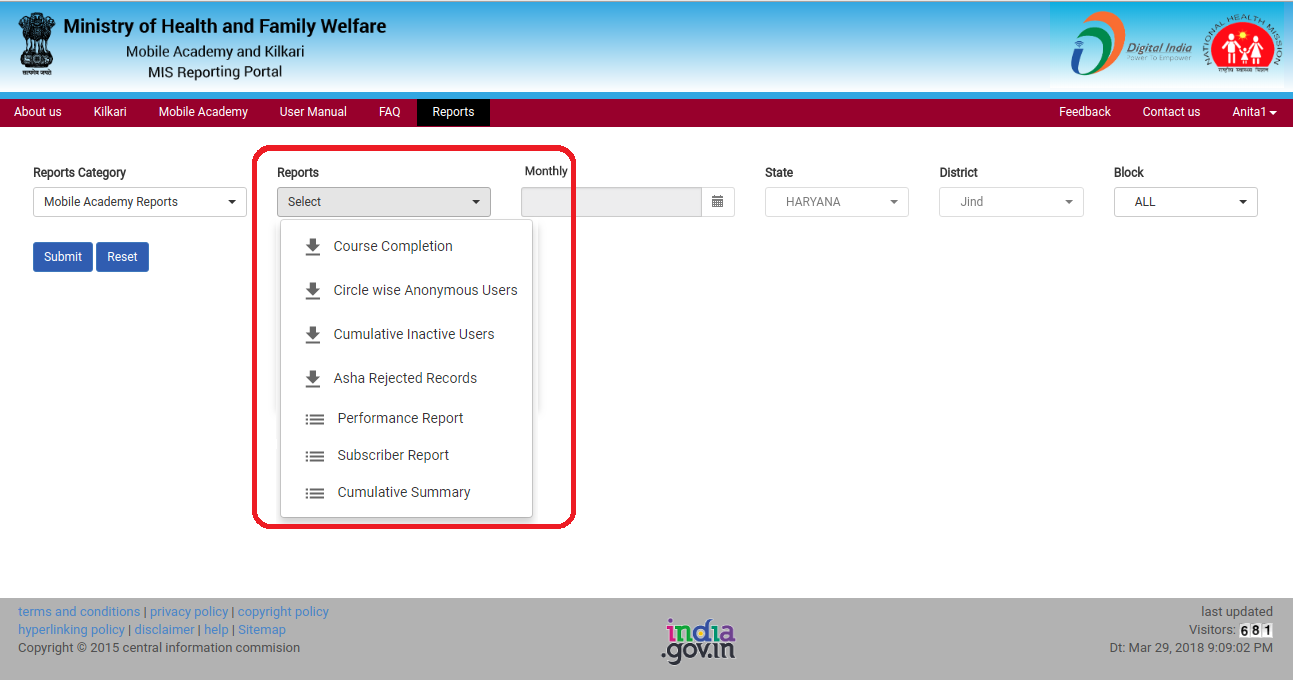 Ministry of Health and Family Welfare
Mobile Academy and Kilkari
MIS Reporting Portal
सत्यमेव जयते
Digital India
Power To Empower
NATIONAL HEALTH MISSION
राष्ट्रीय स्वास्थ्य मिशन
About us Kilkari Mobile Academy User Manual FAQ Reports Feedback Contact us Anita1
Reports Category Reports Monthly State District Block
Mobile Academy Reports Select HARYANA Jind ALL
Submit Reset
Course Completion
Circle wise Anonymous Users
Cumulative Inactive Users
Asha Rejected Records
Performance Report
Subscriber Report
Cumulative Summary
terms and conditions | privacy policy | copyright policy
hyperlinking policy | disclaimer | help | Sitemap
Copyright © 2015 central information commision
india
.gov.in
last updated
Visitors: 681
Dt: Mar 29, 2018 9:09:02 PM